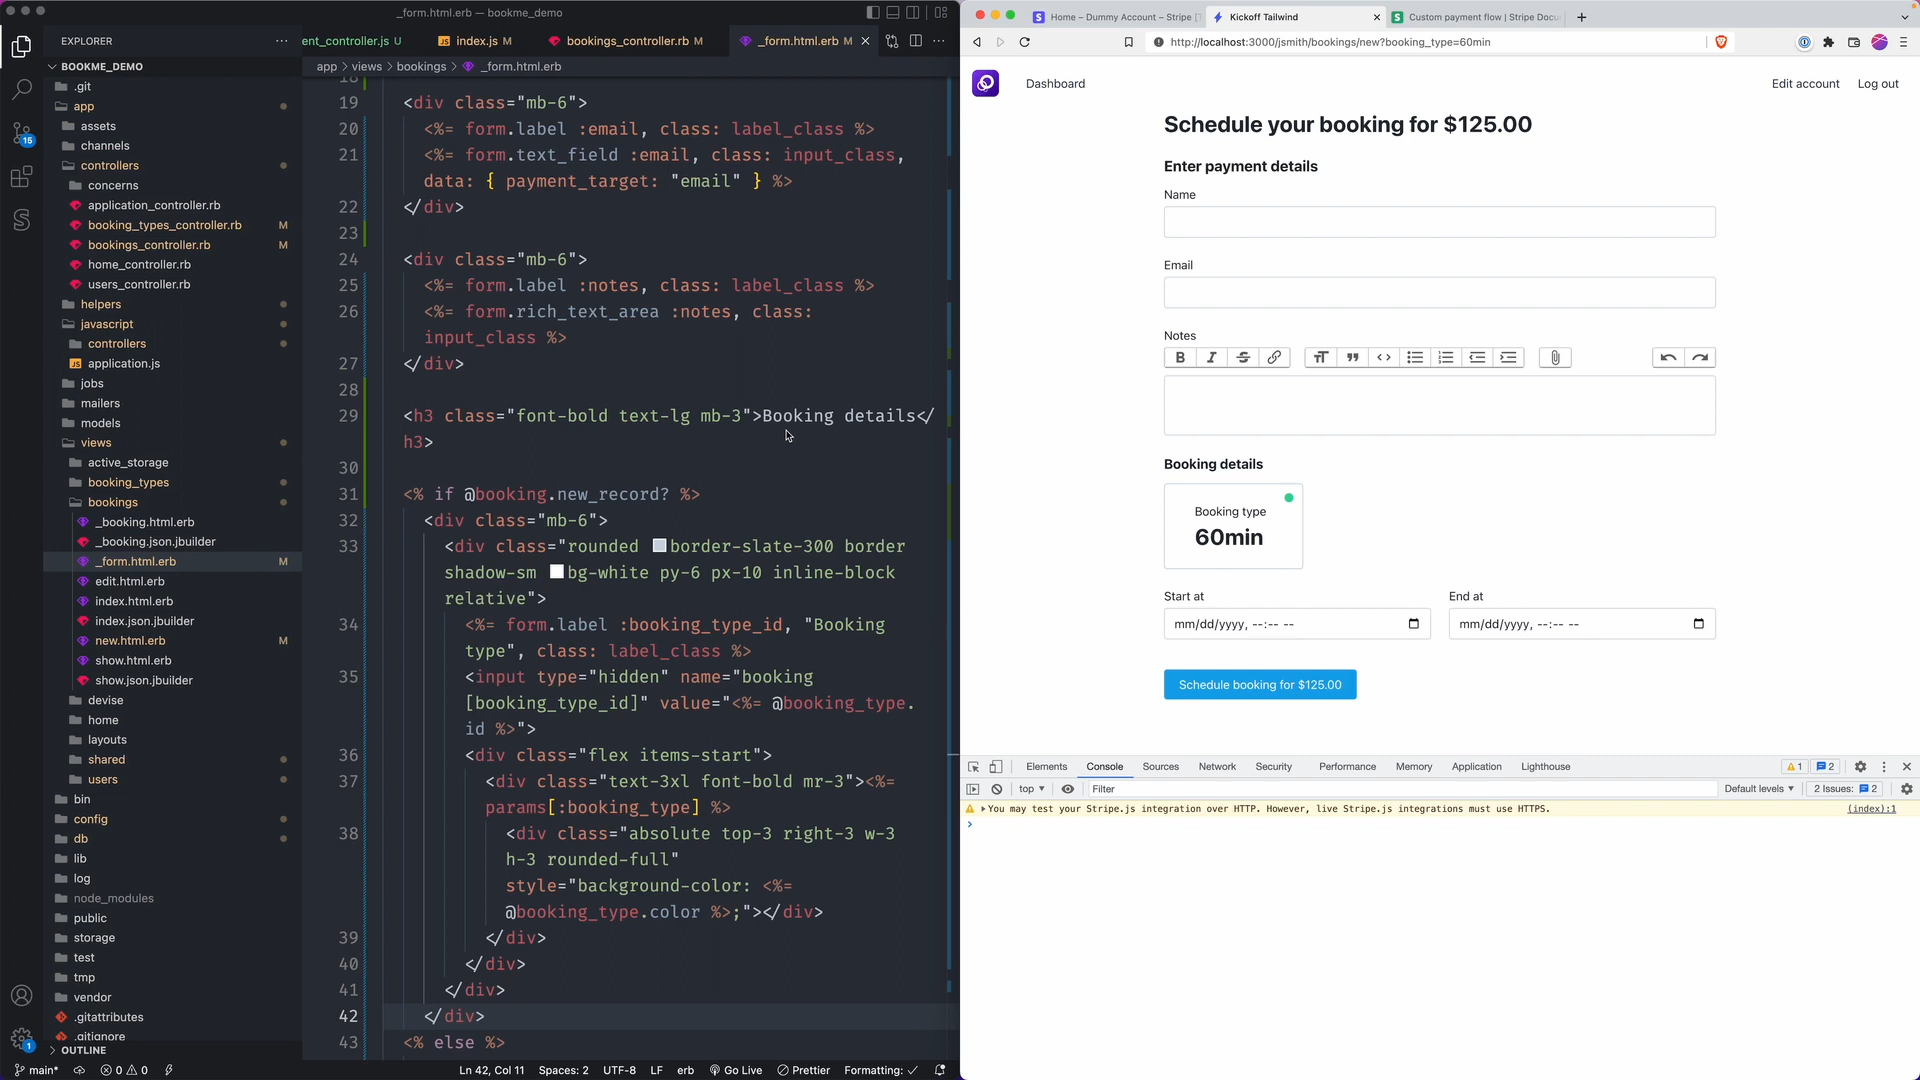 _form.html.erb — bookme_demo
EXPLORER
ent_controller.js U
index.js M
bookings_controller.rb M
_form.html.erb M
app > views > bookings > _form.html.erb
BOOKME_DEMO
.git
app
assets
channels
controllers
concerns
application_controller.rb
booking_types_controller.rb M
bookings_controller.rb M
home_controller.rb
users_controller.rb
helpers
javascript
controllers
application.js
jobs
mailers
models
views
active_storage
booking_types
bookings
_booking.html.erb
_booking.json.jbuilder
_form.html.erb M
edit.html.erb
index.html.erb
index.json.jbuilder
new.html.erb M
show.html.erb
show.json.jbuilder
devise
home
layouts
shared
users
bin
config
db
lib
log
node_modules
public
storage
test
tmp
vendor
.gitattributes
.gitignore
OUTLINE
15
1
18
19 <div class="mb-6">
20 <%= form.label :email, class: label_class %>
21 <%= form.text_field :email, class: input_class,
data: { payment_target: "email" } %>
22 </div>
23
24 <div class="mb-6">
25 <%= form.label :notes, class: label_class %>
26 <%= form.rich_text_area :notes, class:
input_class %>
27 </div>
28
29 <h3 class="font-bold text-lg mb-3">Booking details</
h3>
30
31 <% if @booking.new_record? %>
32 <div class="mb-6">
33 <div class="rounded border-slate-300 border
shadow-sm bg-white py-6 px-10 inline-block
relative">
34 <%= form.label :booking_type_id, "Booking
type", class: label_class %>
35 <input type="hidden" name="booking
[booking_type_id]" value="<%= @booking_type.
id %>">
36 <div class="flex items-start">
37 <div class="text-3xl font-bold mr-3"><%=
params[:booking_type] %>
38 <div class="absolute top-3 right-3 w-3
h-3 rounded-full"
style="background-color: <%=
@booking_type.color %>;"></div>
39 </div>
40 </div>
41 </div>
42 </div>
43 <% else %>
main* 0 0 Ln 42, Col 11 Spaces: 2 UTF-8 LF erb Go Live Prettier Formatting:
Home – Dummy Account – Stripe [T
Kickoff Tailwind
Custom payment flow | Stripe Docu
http://localhost:3000/jsmith/bookings/new?booking_type=60min
Dashboard
Edit account
Log out
Schedule your booking for $125.00
Enter payment details
Name
Email
Notes
Booking details
Booking type
60min
Start at
End at
mm/dd/yyyy, --:-- --
mm/dd/yyyy, --:-- --
Schedule booking for $125.00
Elements Console Sources Network Security Performance Memory Application Lighthouse 1 2
top Filter Default levels 2 Issues: 2
You may test your Stripe.js integration over HTTP. However, live Stripe.js integrations must use HTTPS. (index):1